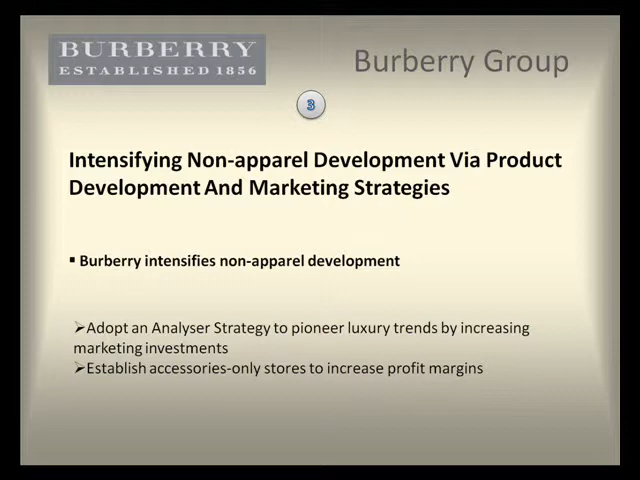 BURBERRY
ESTABLISHED 1856
Burberry Group
3
Intensifying Non-apparel Development Via Product
Development And Marketing Strategies
▪ Burberry intensifies non-apparel development
➢Adopt an Analyser Strategy to pioneer luxury trends by increasing
marketing investments
➢Establish accessories-only stores to increase profit margins